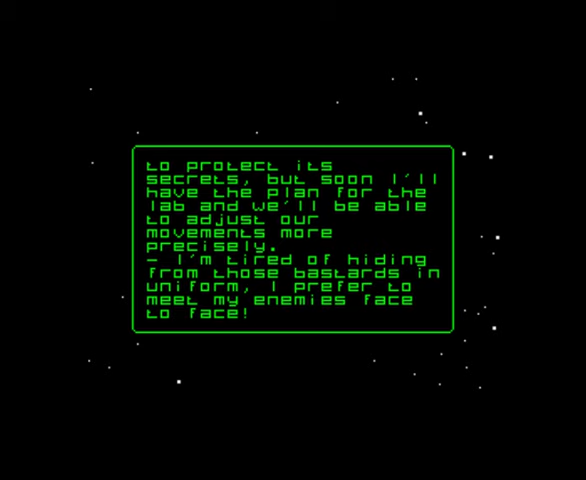 to protect its
secrets, but soon I'll
have the plan for the
lab and we'll be able
to adjust our
movements more
precisely.
- I'm tired of hiding
from those bastards in
uniform, I prefer to
meet my enemies face
to face!